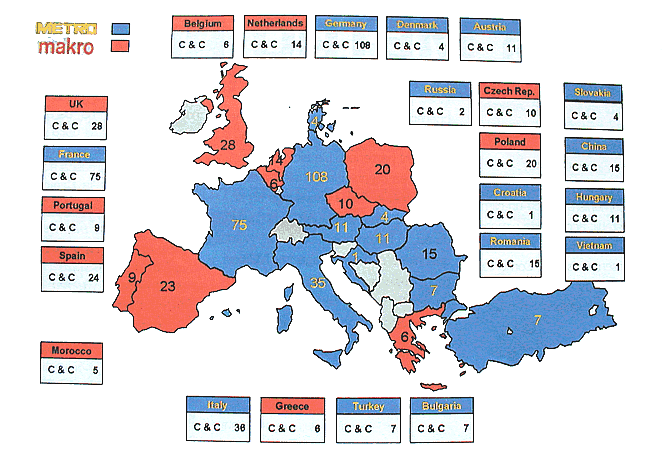 METRO
makro
Belgium
C & C 6
Netherlands
C & C 14
Germany
C & C 108
Denmark
C & C 4
Austria
C & C 11
Russia
C & C 2
Czech Rep.
C & C 10
Slovakia
C & C 4
UK
C & C 28
France
C & C 75
Portugal
C & C 9
Spain
C & C 24
Morocco
C & C 5
Poland
C & C 20
China
C & C 15
Croatia
C & C 1
Hungary
C & C 11
Romania
C & C 15
Vietnam
C & C 1
4
28
14
6
108
20
10
75
11
4
11
1
15
9
23
35
7
7
6
Italy
C & C 36
Greece
C & C 6
Turkey
C & C 7
Bulgaria
C & C 7